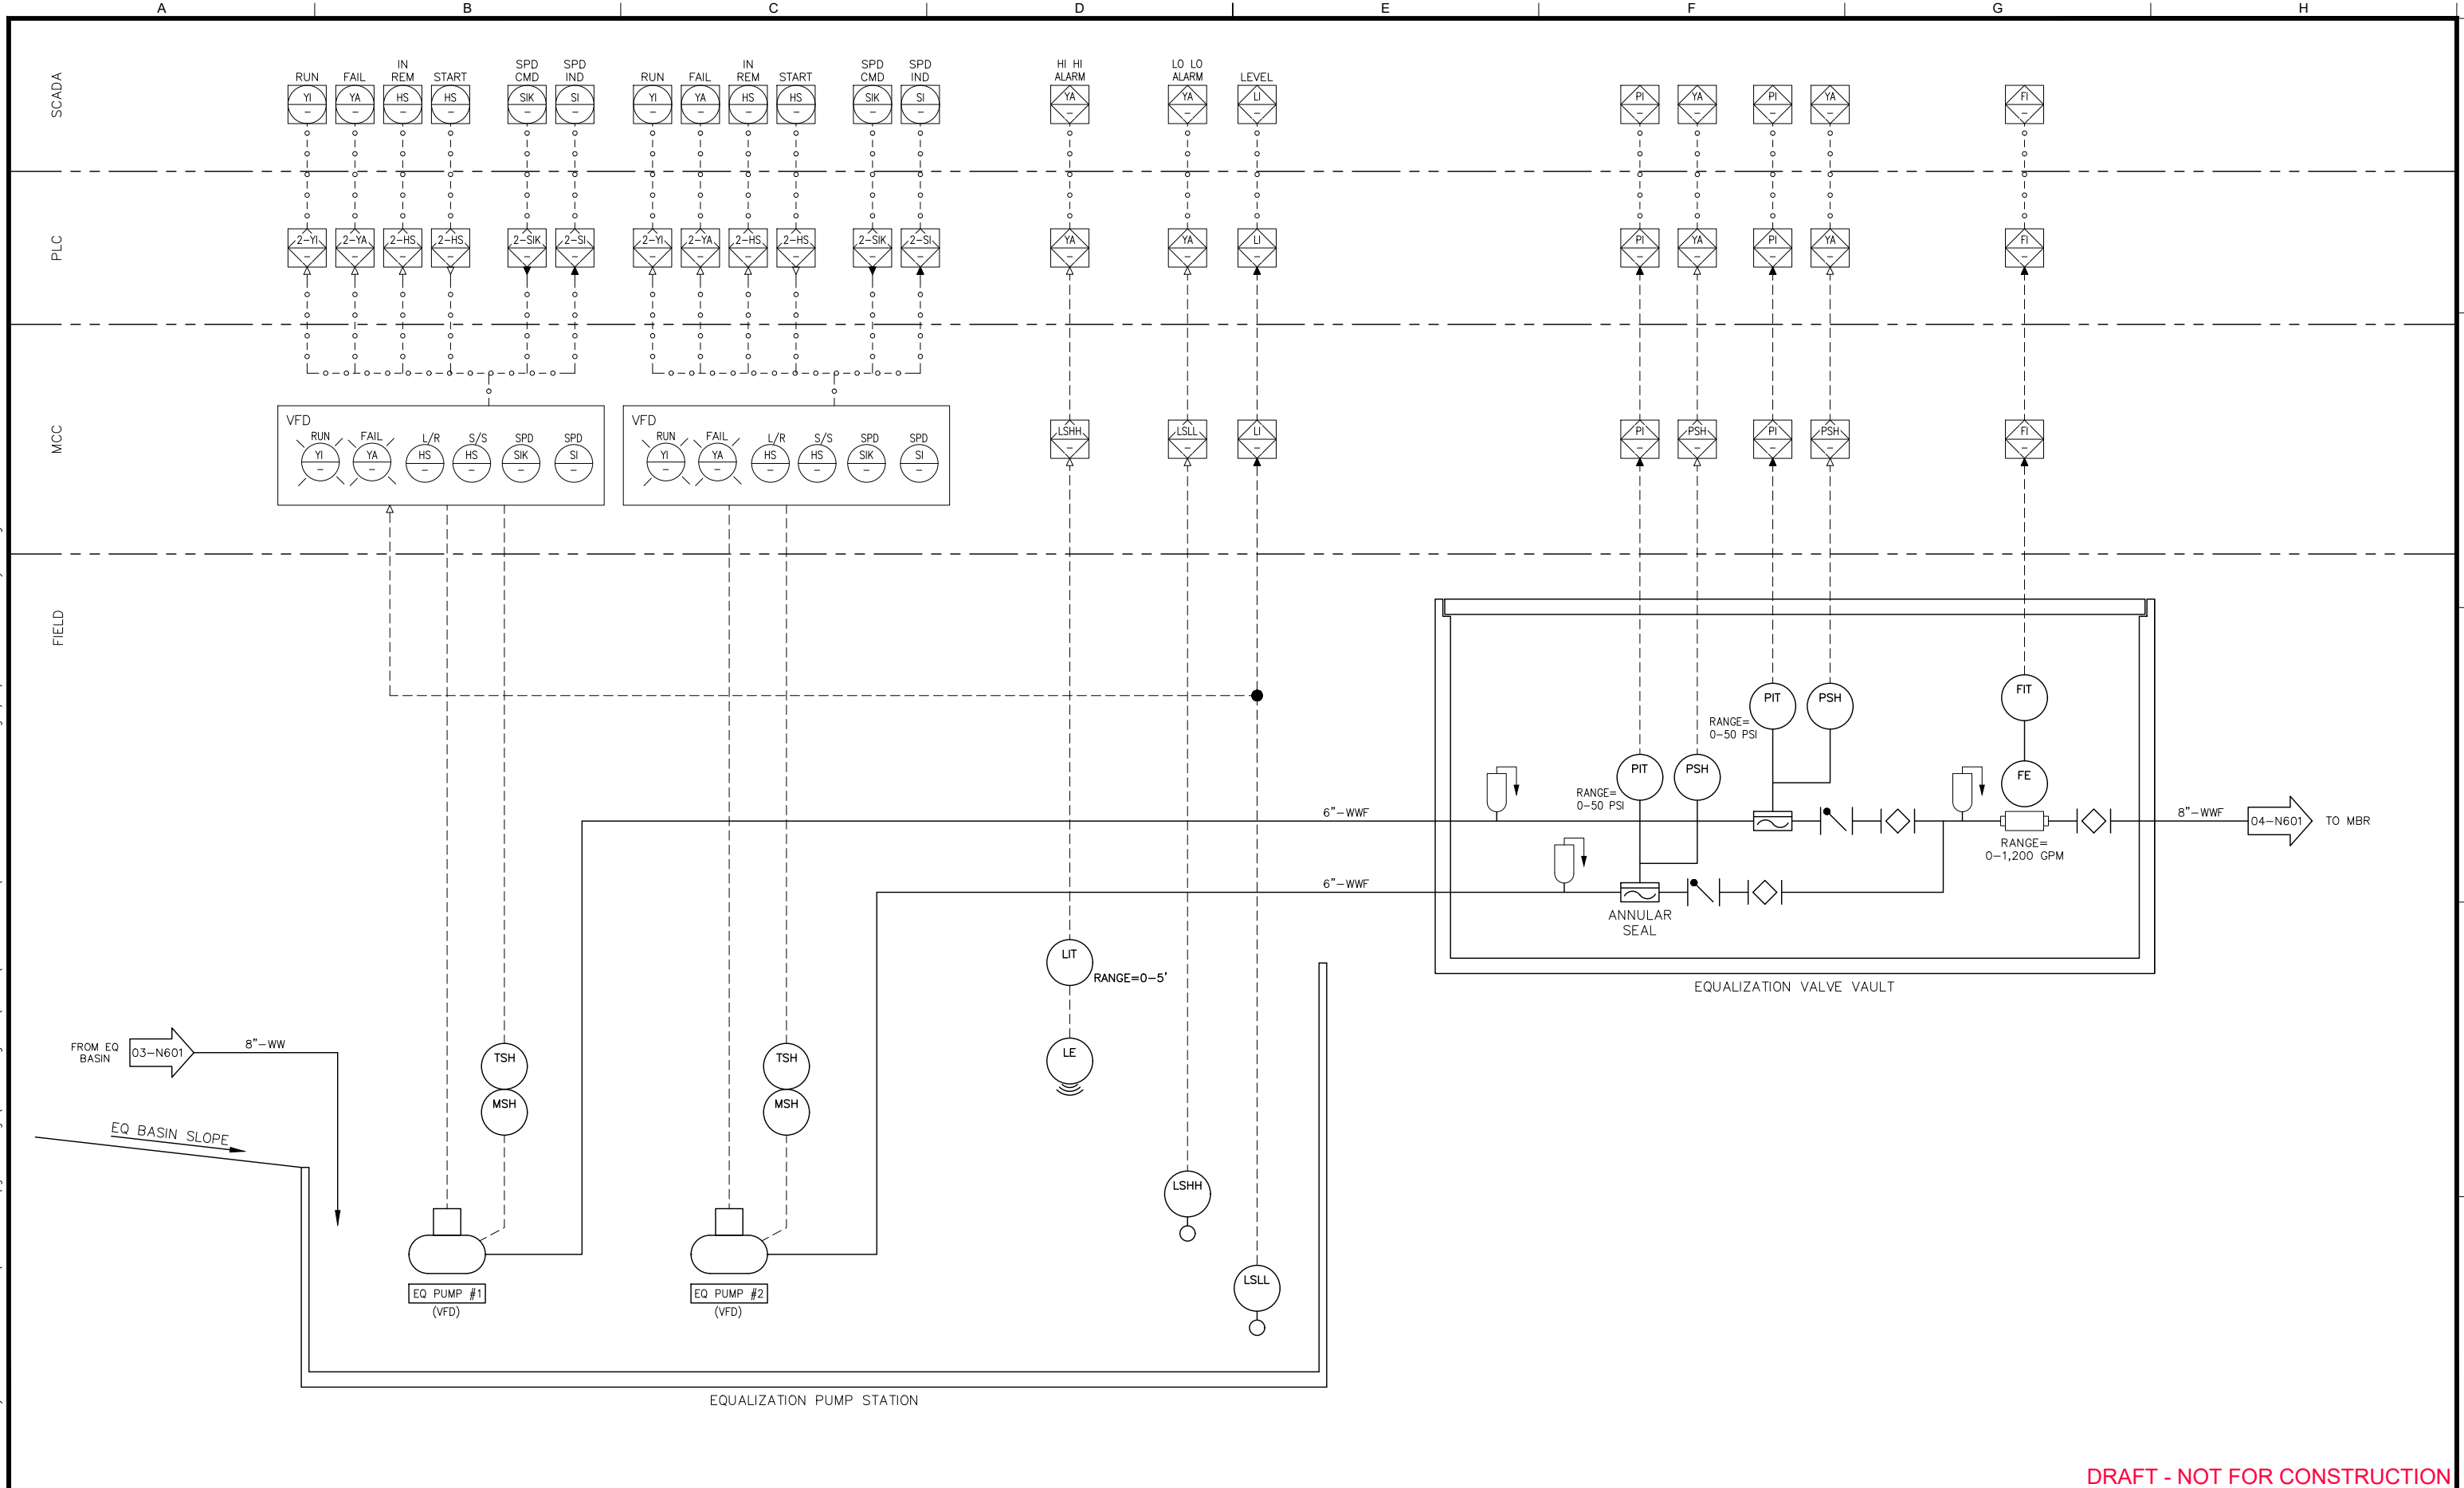 A B C D E F G H
SCADA
RUN FAIL IN REM START SPD CMD SPD IND RUN FAIL IN REM START SPD CMD SPD IND HI HI ALARM LO LO ALARM LEVEL
YI YA HS HS SIK SI YI YA HS HS SIK SI YA YA LI PI YA PI YA FI
– – – – – – – – – – – – – – – – – – – –
PLC
2-YI 2-YA 2-HS 2-HS 2-SIK 2-SI 2-YI 2-YA 2-HS 2-HS 2-SIK 2-SI YA YA LI PI YA PI YA FI
– – – – – – – – – – – – – – – – – – – –
MCC
VFD
RUN FAIL L/R S/S SPD SPD
YI YA HS HS SIK SI
– – – – – –
VFD
RUN FAIL L/R S/S SPD SPD
YI YA HS HS SIK SI
– – – – – –
LSHH LSLL LI PI PSH PI PSH FI
– – – – – – – –
FIELD
PIT PSH FIT
RANGE=
0-50 PSI
PIT PSH FE
RANGE=
0-50 PSI
6"-WWF
8"-WWF
04-N601
TO MBR
RANGE=
0-1,200 GPM
6"-WWF
ANNULAR
SEAL
EQUALIZATION VALVE VAULT
LIT
RANGE=0-5'
LE
FROM EQ
BASIN
03-N601
8"-WW
TSH
MSH
TSH
MSH
EQ BASIN SLOPE
LSHH
LSLL
EQ PUMP #1
(VFD)
EQ PUMP #2
(VFD)
EQUALIZATION PUMP STATION
DRAFT - NOT FOR CONSTRUCTION